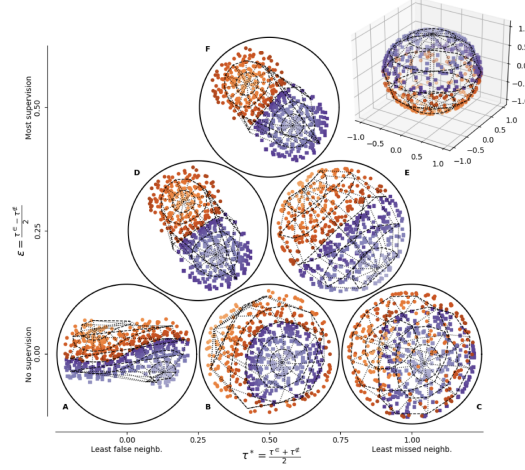 F
1.0
0.5
0.0
−0.5
−1.0
−1.0
−0.5
0.0
0.5
1.0
−1.0
−0.5
0.0
0.5
1.0
D
E
Most supervision
0.50
0.25
0.00
No supervision
ε = (τ^∈ − τ^∉)/2
A
B
C
0.00
0.25
0.50
0.75
1.00
Least false neighb.
Least missed neighb.
τ* = (τ^∈ + τ^∉)/2